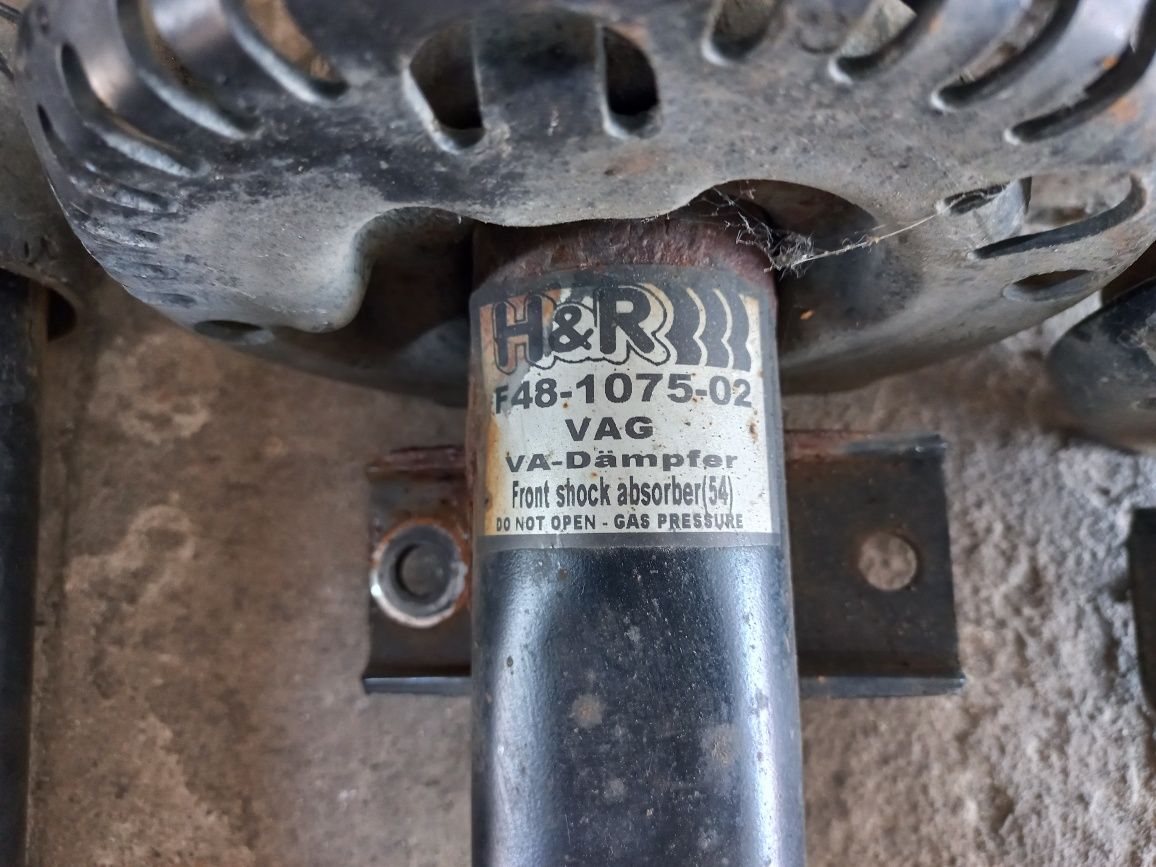 H&R
F48-1075-02
VAG
VA-Dämpfer
Front shock absorber(54)
DO NOT OPEN - GAS PRESSURE